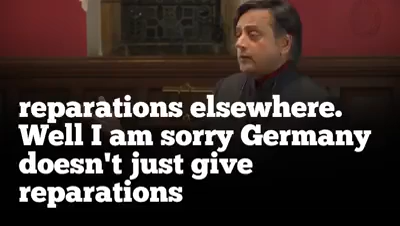 reparations elsewhere.
Well I am sorry Germany
doesn't just give
reparations